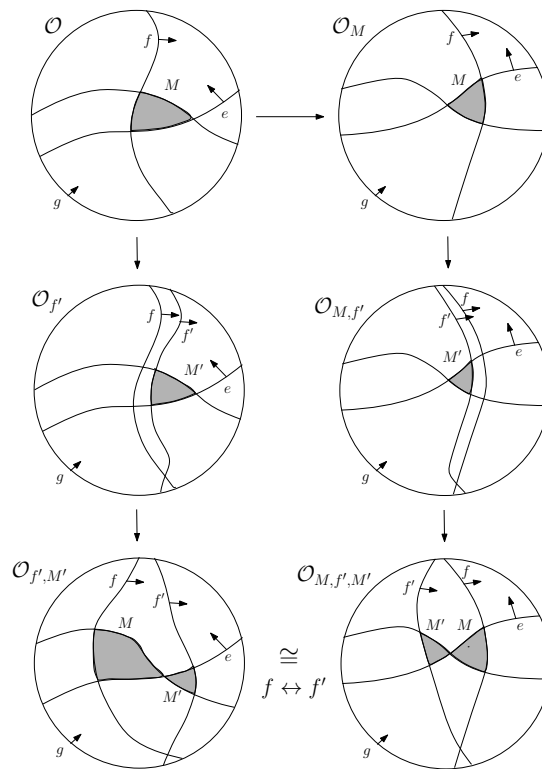 𝒪 f M e g
𝒪_M f M e g
𝒪_{f'} f f' M' e g
𝒪_{M,f'} f f' M' e g
𝒪_{f',M'} f f' M M' e g
≅
f ↔ f'
𝒪_{M,f',M'} f' f M' M e g